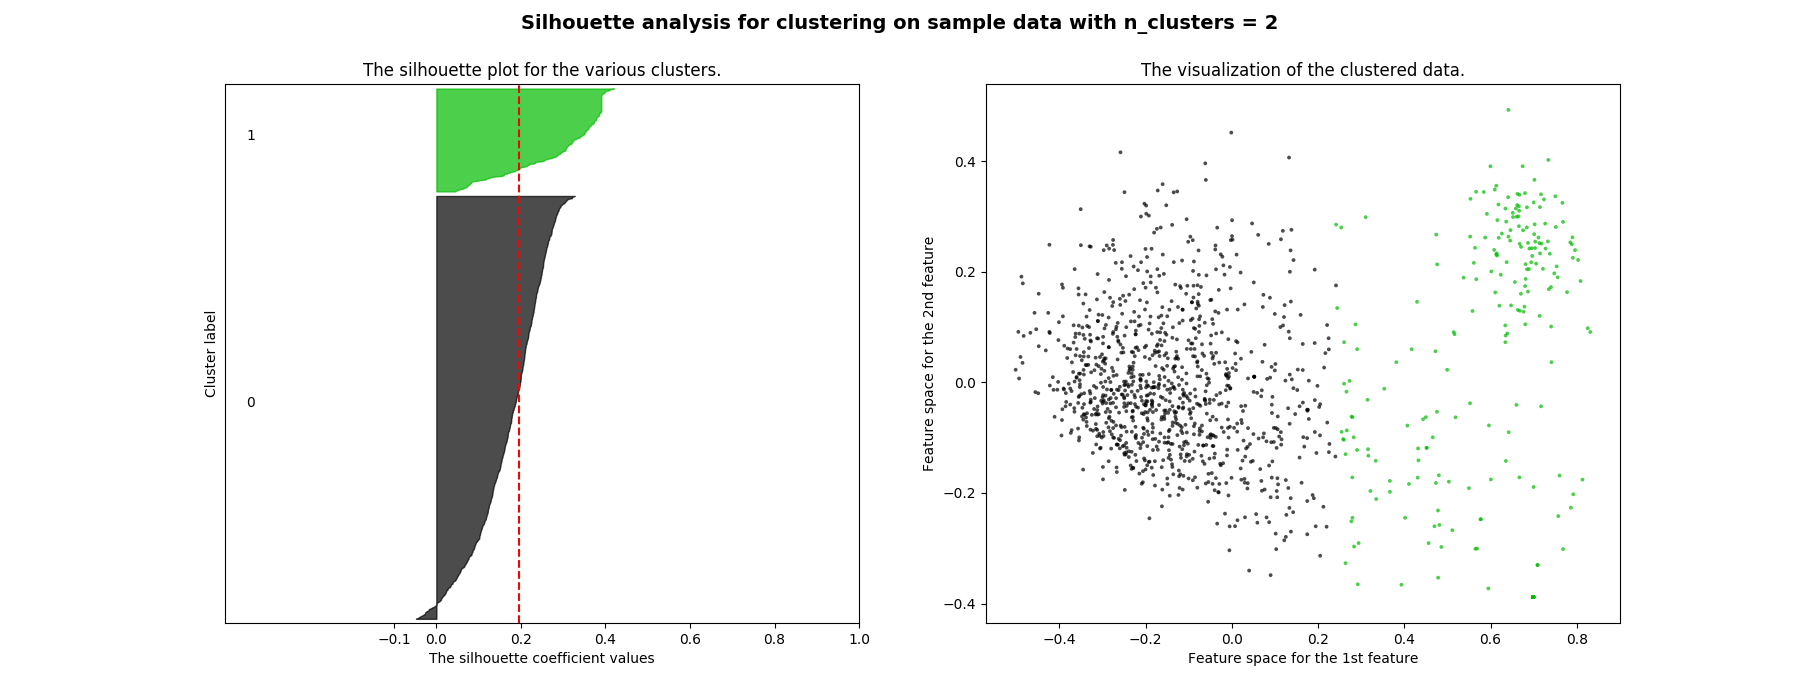 Silhouette analysis for clustering on sample data with n_clusters = 2
The silhouette plot for the various clusters.
1
0
Cluster label
−0.1 0.0 0.2 0.4 0.6 0.8 1.0
The silhouette coefficient values
The visualization of the clustered data.
0.4
0.2
0.0
−0.2
−0.4
Feature space for the 2nd feature
−0.4 −0.2 0.0 0.2 0.4 0.6 0.8
Feature space for the 1st feature